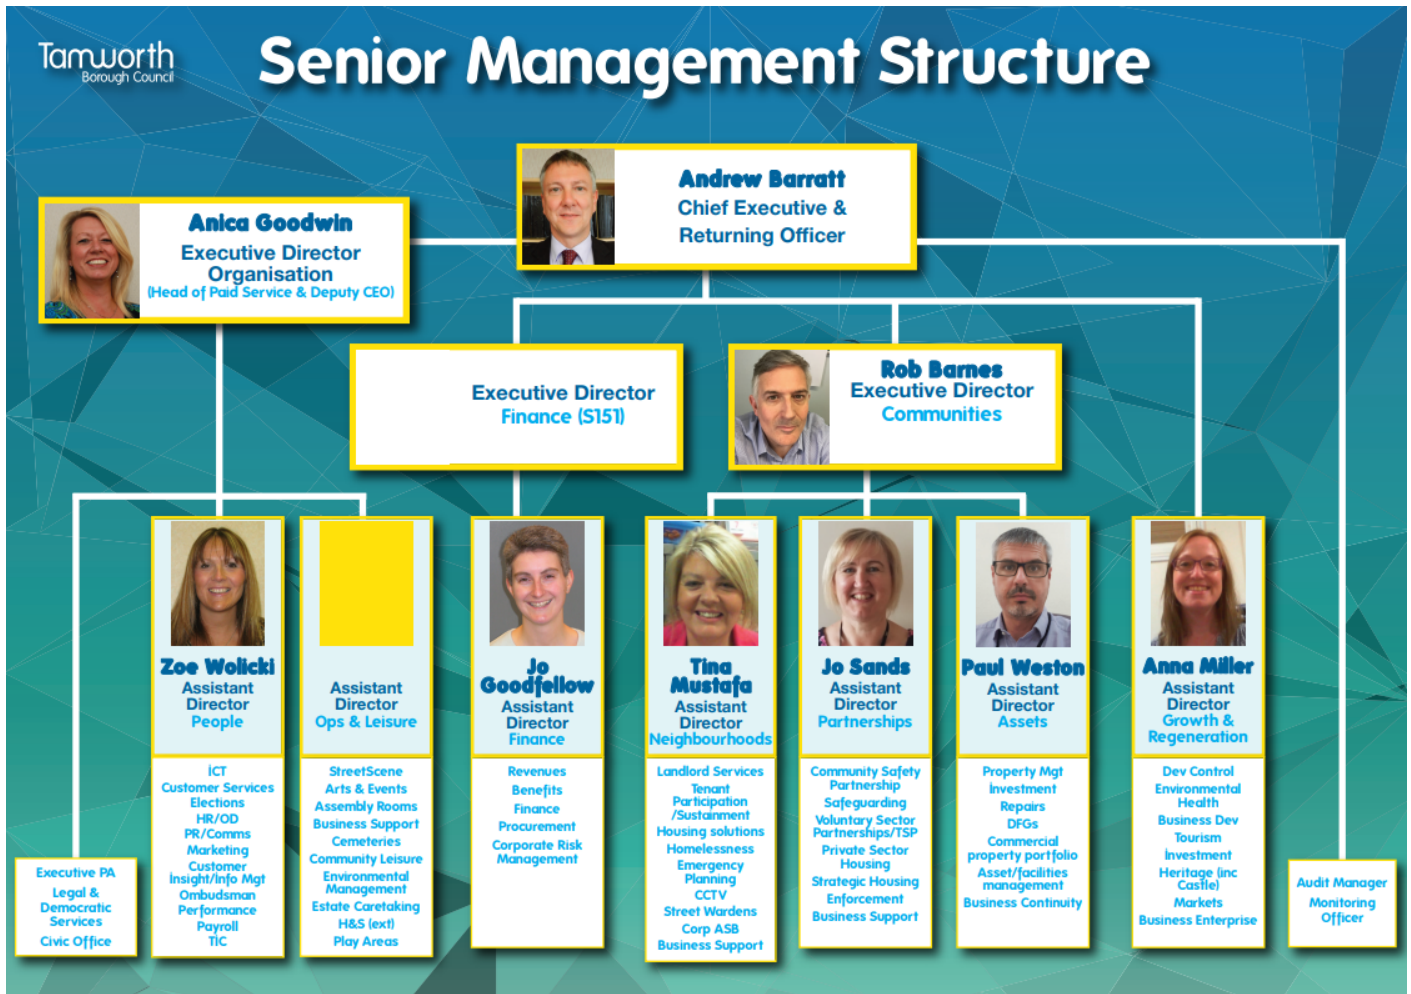 Tamworth
Borough Council
Senior Management Structure
Andrew Barratt
Chief Executive &
Returning Officer
Anica Goodwin
Executive Director
Organisation
(Head of Paid Service & Deputy CEO)
Executive Director
Finance (S151)
Rob Barnes
Executive Director
Communities
Executive PA
Legal &
Democratic
Services
Civic Office
Zoe Wolicki
Assistant
Director
People
ICT
Customer Services
Elections
HR/OD
PR/Comms
Marketing
Customer
Insight/Info Mgt
Ombudsman
Performance
Payroll
TIC
Assistant
Director
Ops & Leisure
StreetScene
Arts & Events
Assembly Rooms
Business Support
Cemeteries
Community Leisure
Environmental
Management
Estate Caretaking
H&S (ext)
Play Areas
Jo
Goodfellow
Assistant
Director
Finance
Revenues
Benefits
Finance
Procurement
Corporate Risk
Management
Tina
Mustafa
Assistant
Director
Neighbourhoods
Landlord Services
Tenant
Participation
/Sustainment
Housing solutions
Homelessness
Emergency
Planning
CCTV
Street Wardens
Corp ASB
Business Support
Jo Sands
Assistant
Director
Partnerships
Community Safety
Partnership
Safeguarding
Voluntary Sector
Partnerships/TSP
Private Sector
Housing
Strategic Housing
Enforcement
Business Support
Paul Weston
Assistant
Director
Assets
Property Mgt
Investment
Repairs
DFGs
Commercial
property portfolio
Asset/facilities
management
Business Continuity
Anna Miller
Assistant
Director
Growth &
Regeneration
Dev Control
Environmental
Health
Business Dev
Tourism
Investment
Heritage (inc
Castle)
Markets
Business Enterprise
Audit Manager
Monitoring
Officer